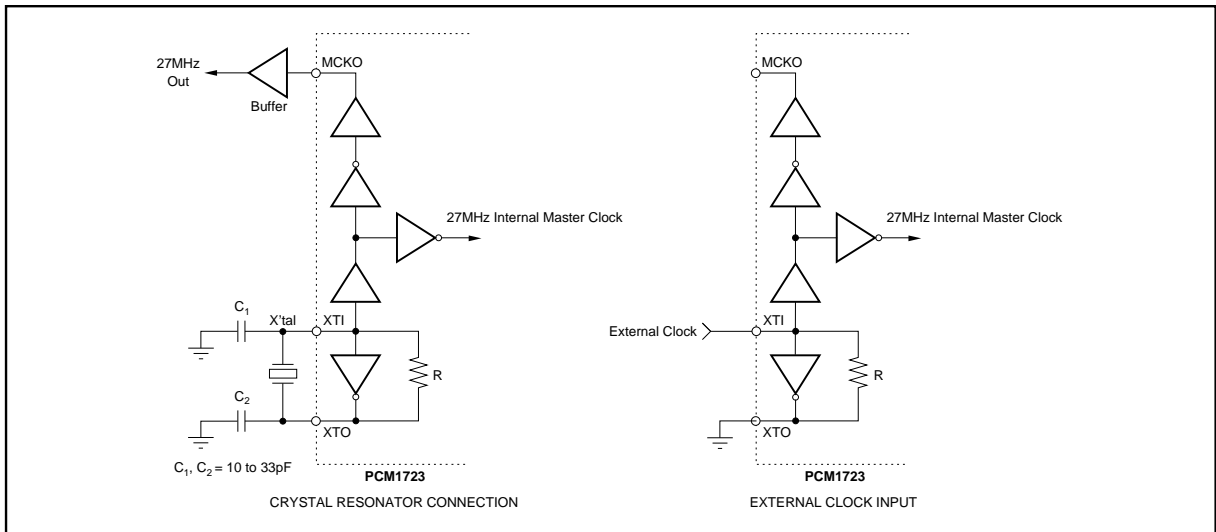 27MHz
Out
Buffer
MCKO
27MHz Internal Master Clock
C₁
X'tal
XTI
R
C₂
XTO
C₁, C₂ = 10 to 33pF
PCM1723
CRYSTAL RESONATOR CONNECTION
MCKO
27MHz Internal Master Clock
External Clock
XTI
R
XTO
PCM1723
EXTERNAL CLOCK INPUT